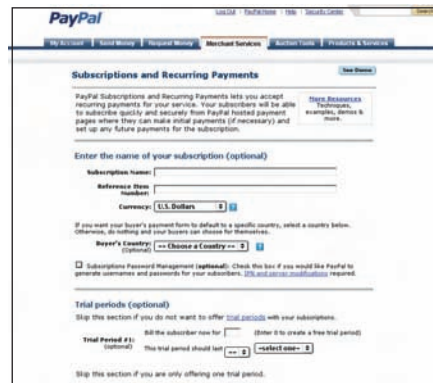 PayPal
Log Out | PayPal Home | Help | Security Center
My Account Send Money Request Money Merchant Services Auction Tools Products & Services
Subscriptions and Recurring Payments
See Demo
PayPal Subscriptions and Recurring Payments lets you accept
recurring payments for your service. Your subscribers will be able
to subscribe quickly and securely from PayPal hosted payment
pages where they can make initial payments (if necessary) and
set up any future payments for the subscription.
More Resources
Techniques,
examples, demos &
more.
Enter the name of your subscription (optional)
Subscription Name:
Reference Item
Number:
Currency: U.S. Dollars ?
If you want your buyer's payment form to default to a specific country, select a country below.
Otherwise, do nothing and your buyers can choose for themselves.
Buyer's Country: == Choose a Country == ?
(Optional)
Subscriptions Password Management (optional): Check this box if you would like PayPal to
generate usernames and passwords for your subscribers. IPN and server modifications required.
Trial periods (optional)
Skip this section if you do not want to offer trial periods with your subscriptions.
Bill the subscriber now for (Enter 0 to create a free trial period)
Trial Period #1:
(optional)
This trial period should last == =select one=
Skip this section if you are only offering one trial period.